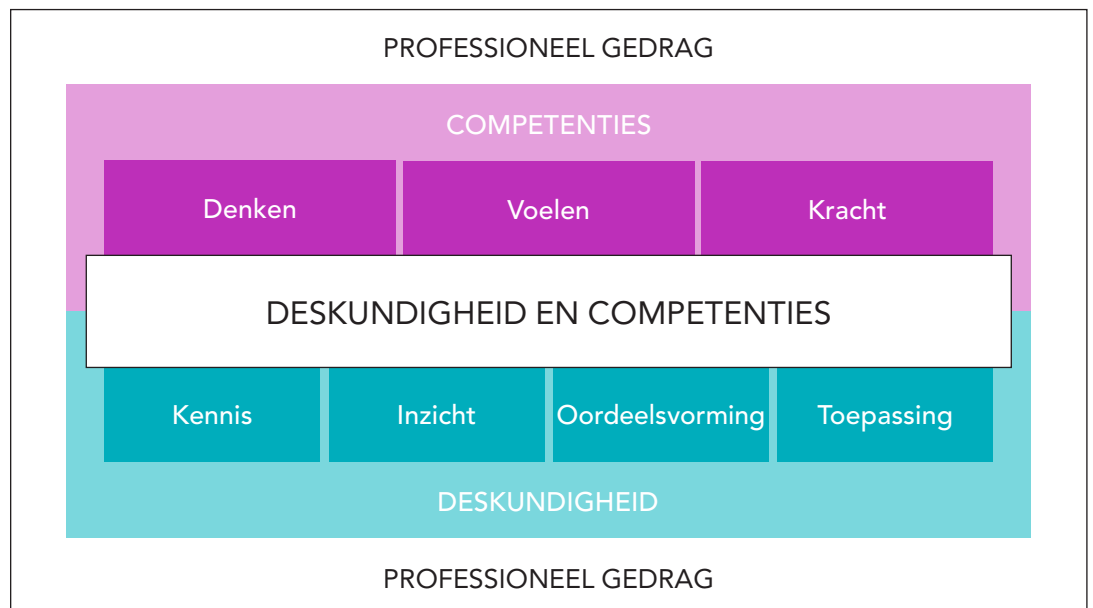 PROFESSIONEEL GEDRAG
COMPETENTIES
Denken
Voelen
Kracht
DESKUNDIGHEID EN COMPETENTIES
Kennis
Inzicht
Oordeelsvorming
Toepassing
DESKUNDIGHEID
PROFESSIONEEL GEDRAG